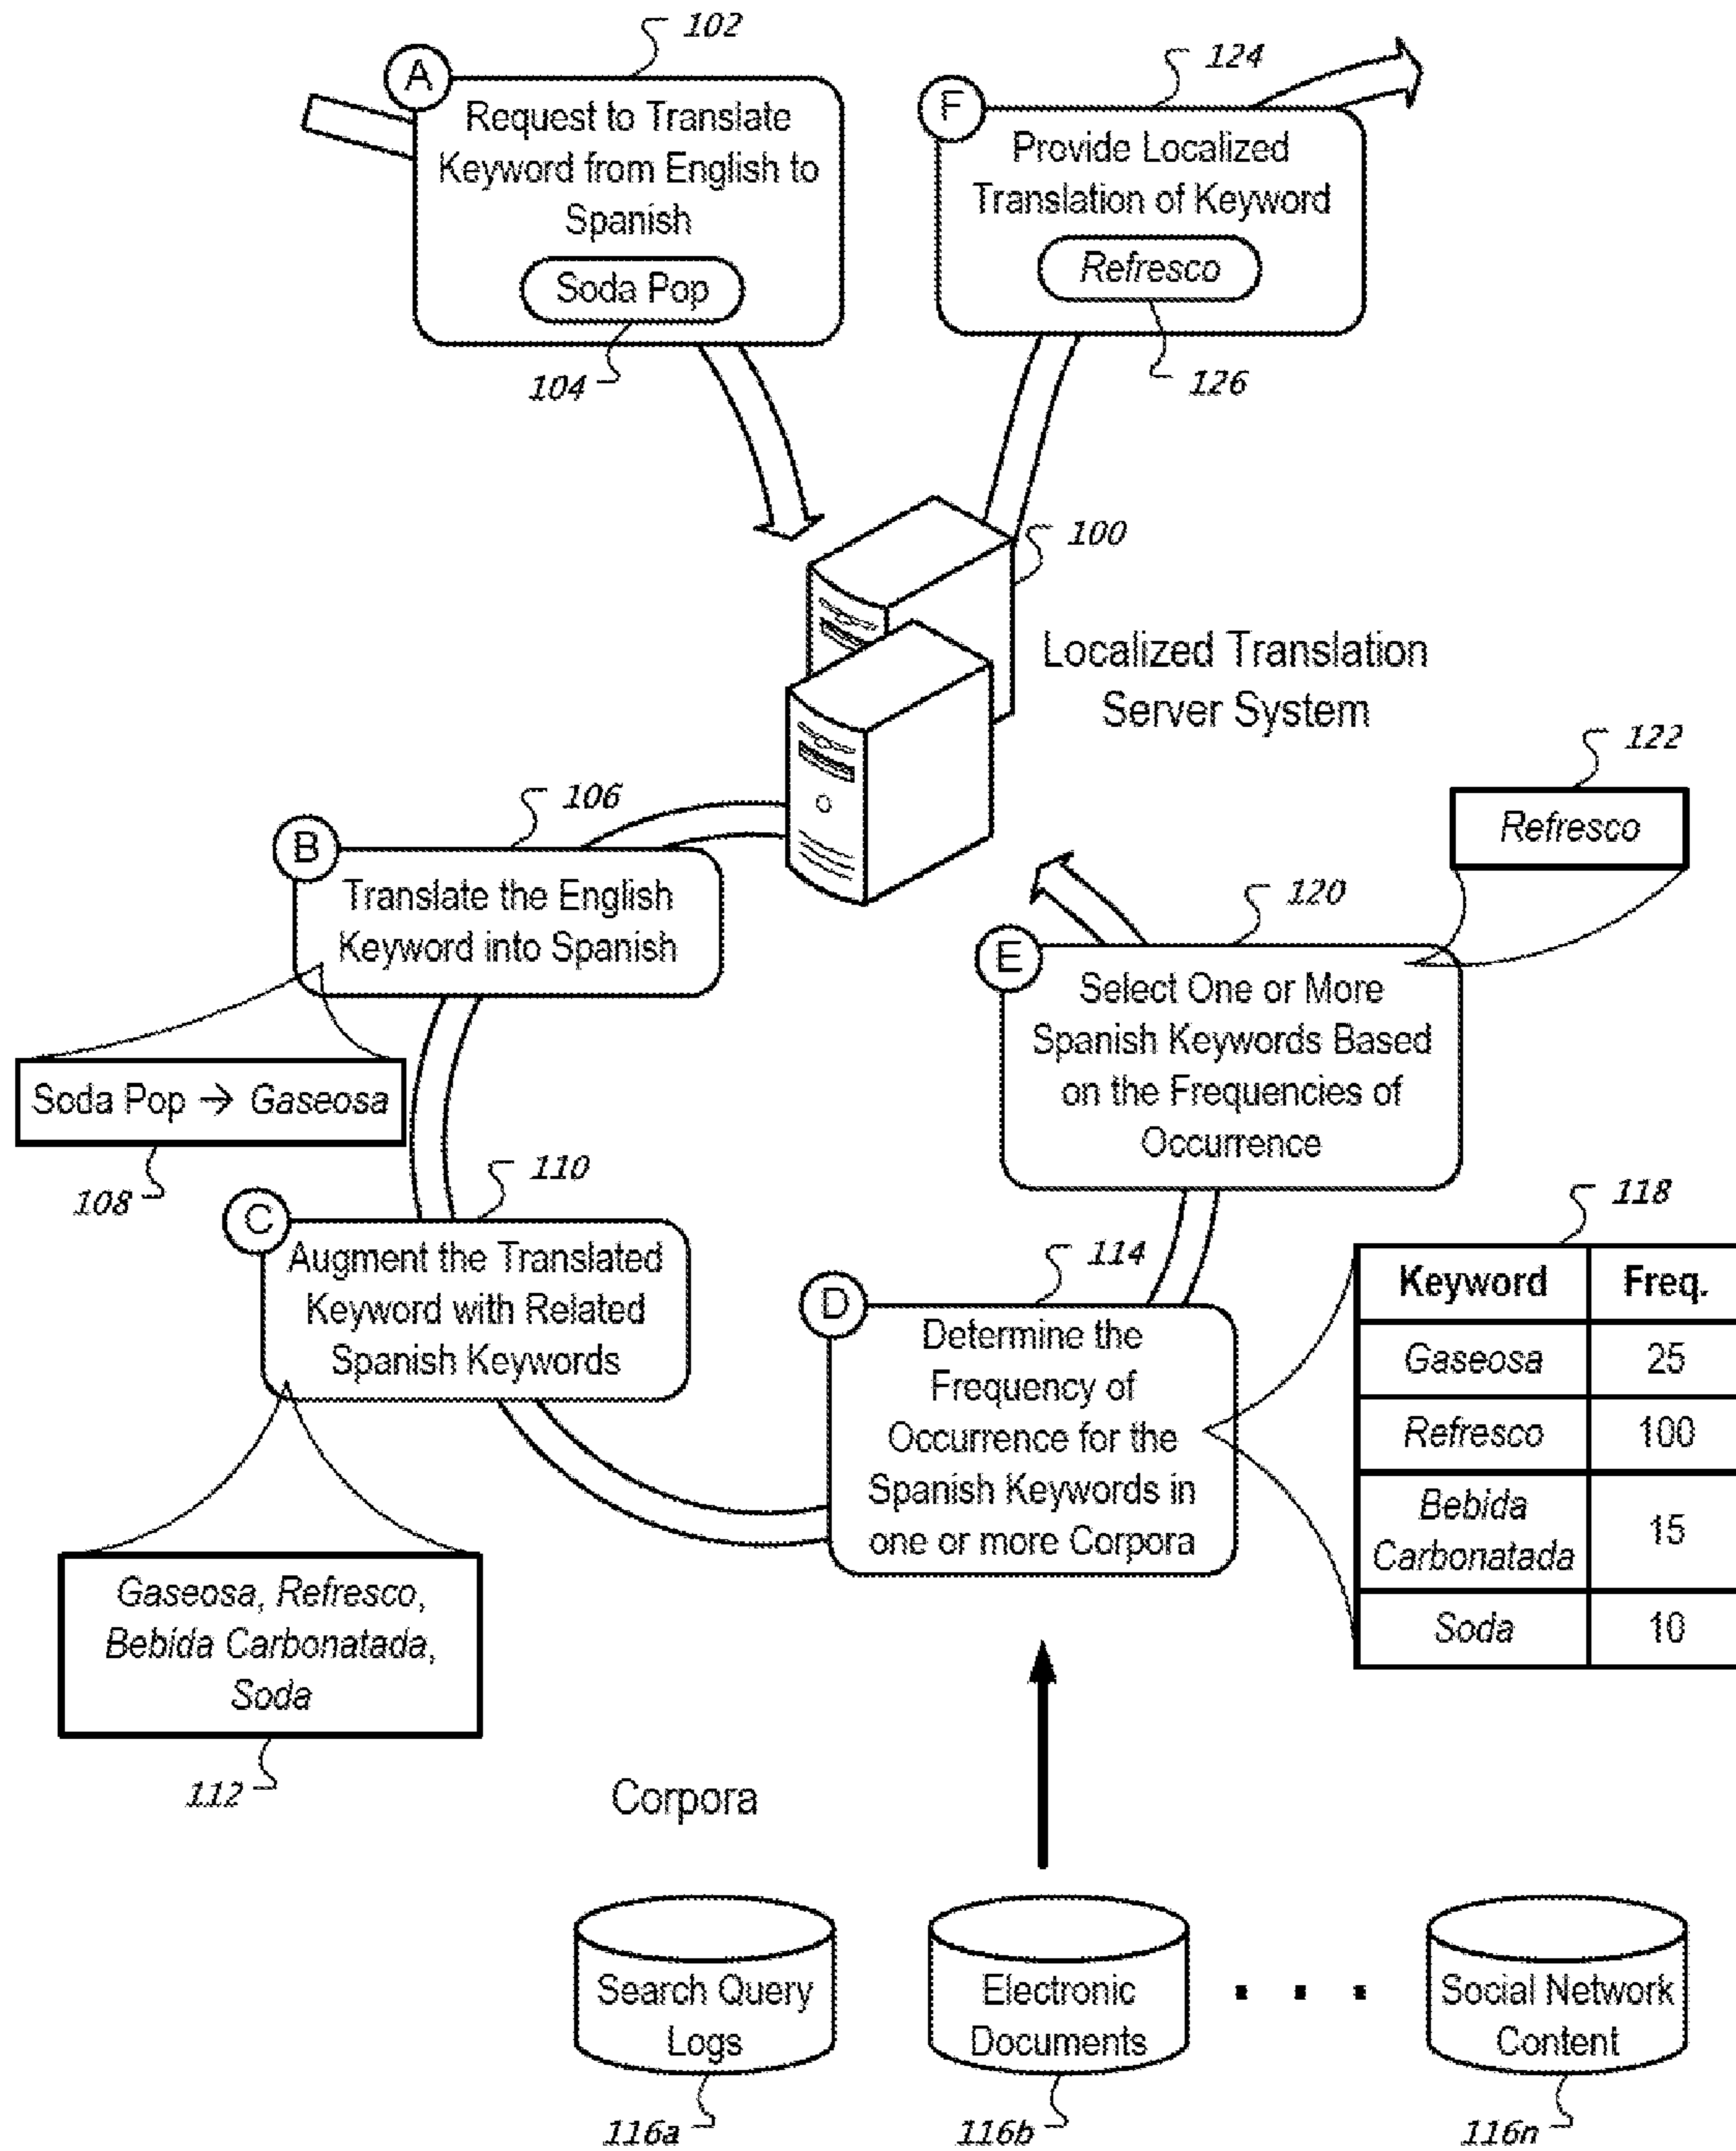 102
A
Request to Translate
Keyword from English to
Spanish
Soda Pop
104
124
F
Provide Localized
Translation of Keyword
Refresco
126
100
Localized Translation
Server System
106
B
Translate the English
Keyword into Spanish
Soda Pop → Gaseosa
108
110
C
Augment the Translated
Keyword with Related
Spanish Keywords
Gaseosa, Refresco,
Bebida Carbonatada,
Soda
112
114
D
Determine the
Frequency of
Occurrence for the
Spanish Keywords in
one or more Corpora
118
Keyword Freq.
Gaseosa 25
Refresco 100
Bebida
Carbonatada 15
Soda 10
122
Refresco
120
E
Select One or More
Spanish Keywords Based
on the Frequencies of
Occurrence
Corpora
Search Query
Logs
116a
Electronic
Documents
116b
. . .
Social Network
Content
116n